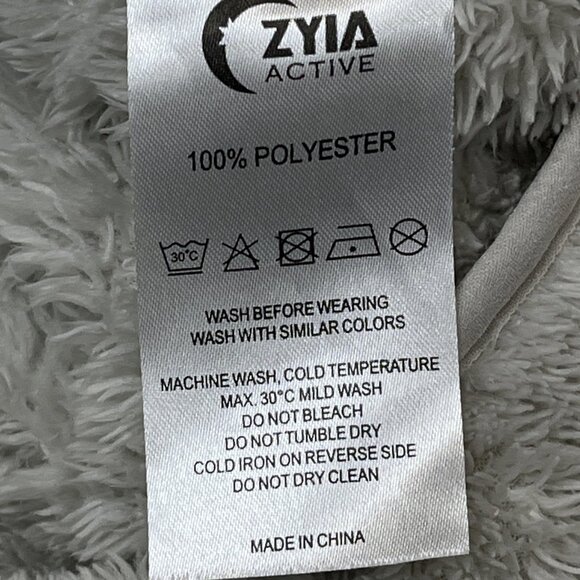 ZYIA
ACTIVE
100% POLYESTER
30°C
WASH BEFORE WEARING
WASH WITH SIMILAR COLORS
MACHINE WASH, COLD TEMPERATURE
MAX. 30°C MILD WASH
DO NOT BLEACH
DO NOT TUMBLE DRY
COLD IRON ON REVERSE SIDE
DO NOT DRY CLEAN
MADE IN CHINA